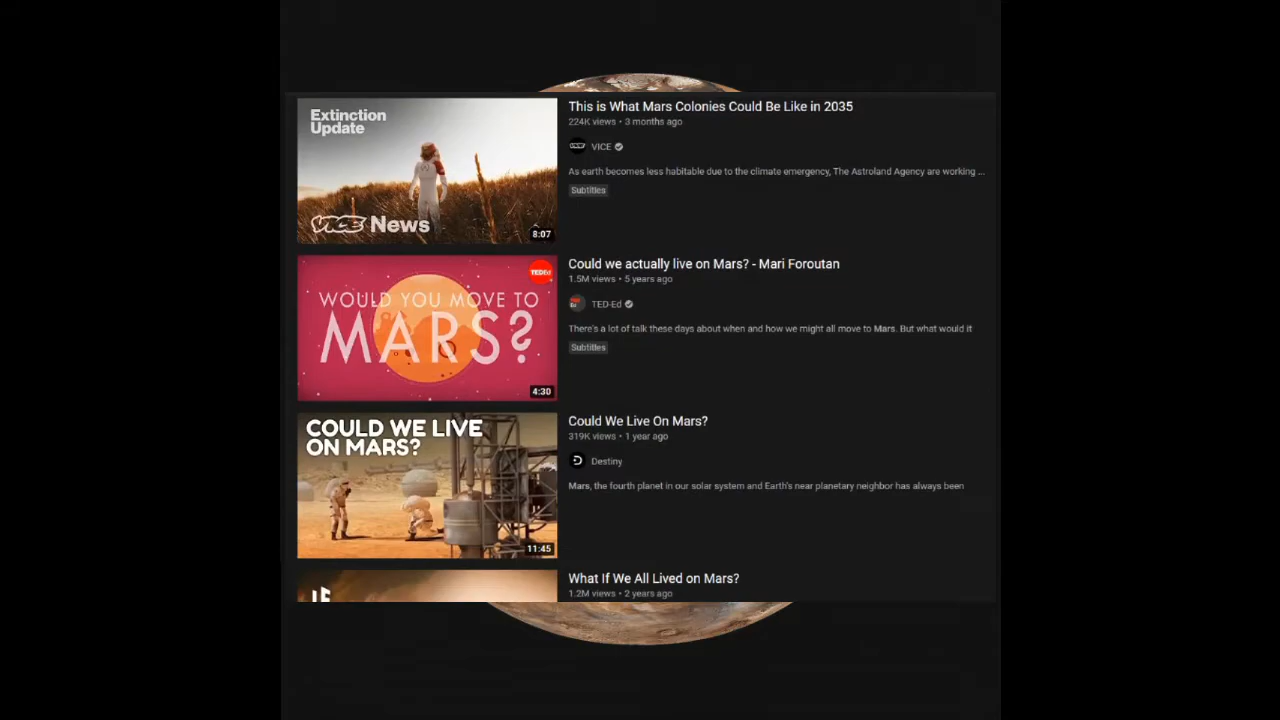 Extinction
Update
VICE News
8:07
This is What Mars Colonies Could Be Like in 2035
224K views • 3 months ago
VICE
As earth becomes less habitable due to the climate emergency, The Astroland Agency are working ...
Subtitles
TEDEd
WOULD YOU MOVE TO
MARS?
4:30
Could we actually live on Mars? - Mari Foroutan
1.5M views • 5 years ago
TED-Ed
There's a lot of talk these days about when and how we might all move to Mars. But what would it
Subtitles
COULD WE LIVE
ON MARS?
11:45
Could We Live On Mars?
319K views • 1 year ago
Destiny
Mars, the fourth planet in our solar system and Earth's near planetary neighbor has always been
What If We All Lived on Mars?
1.2M views • 2 years ago